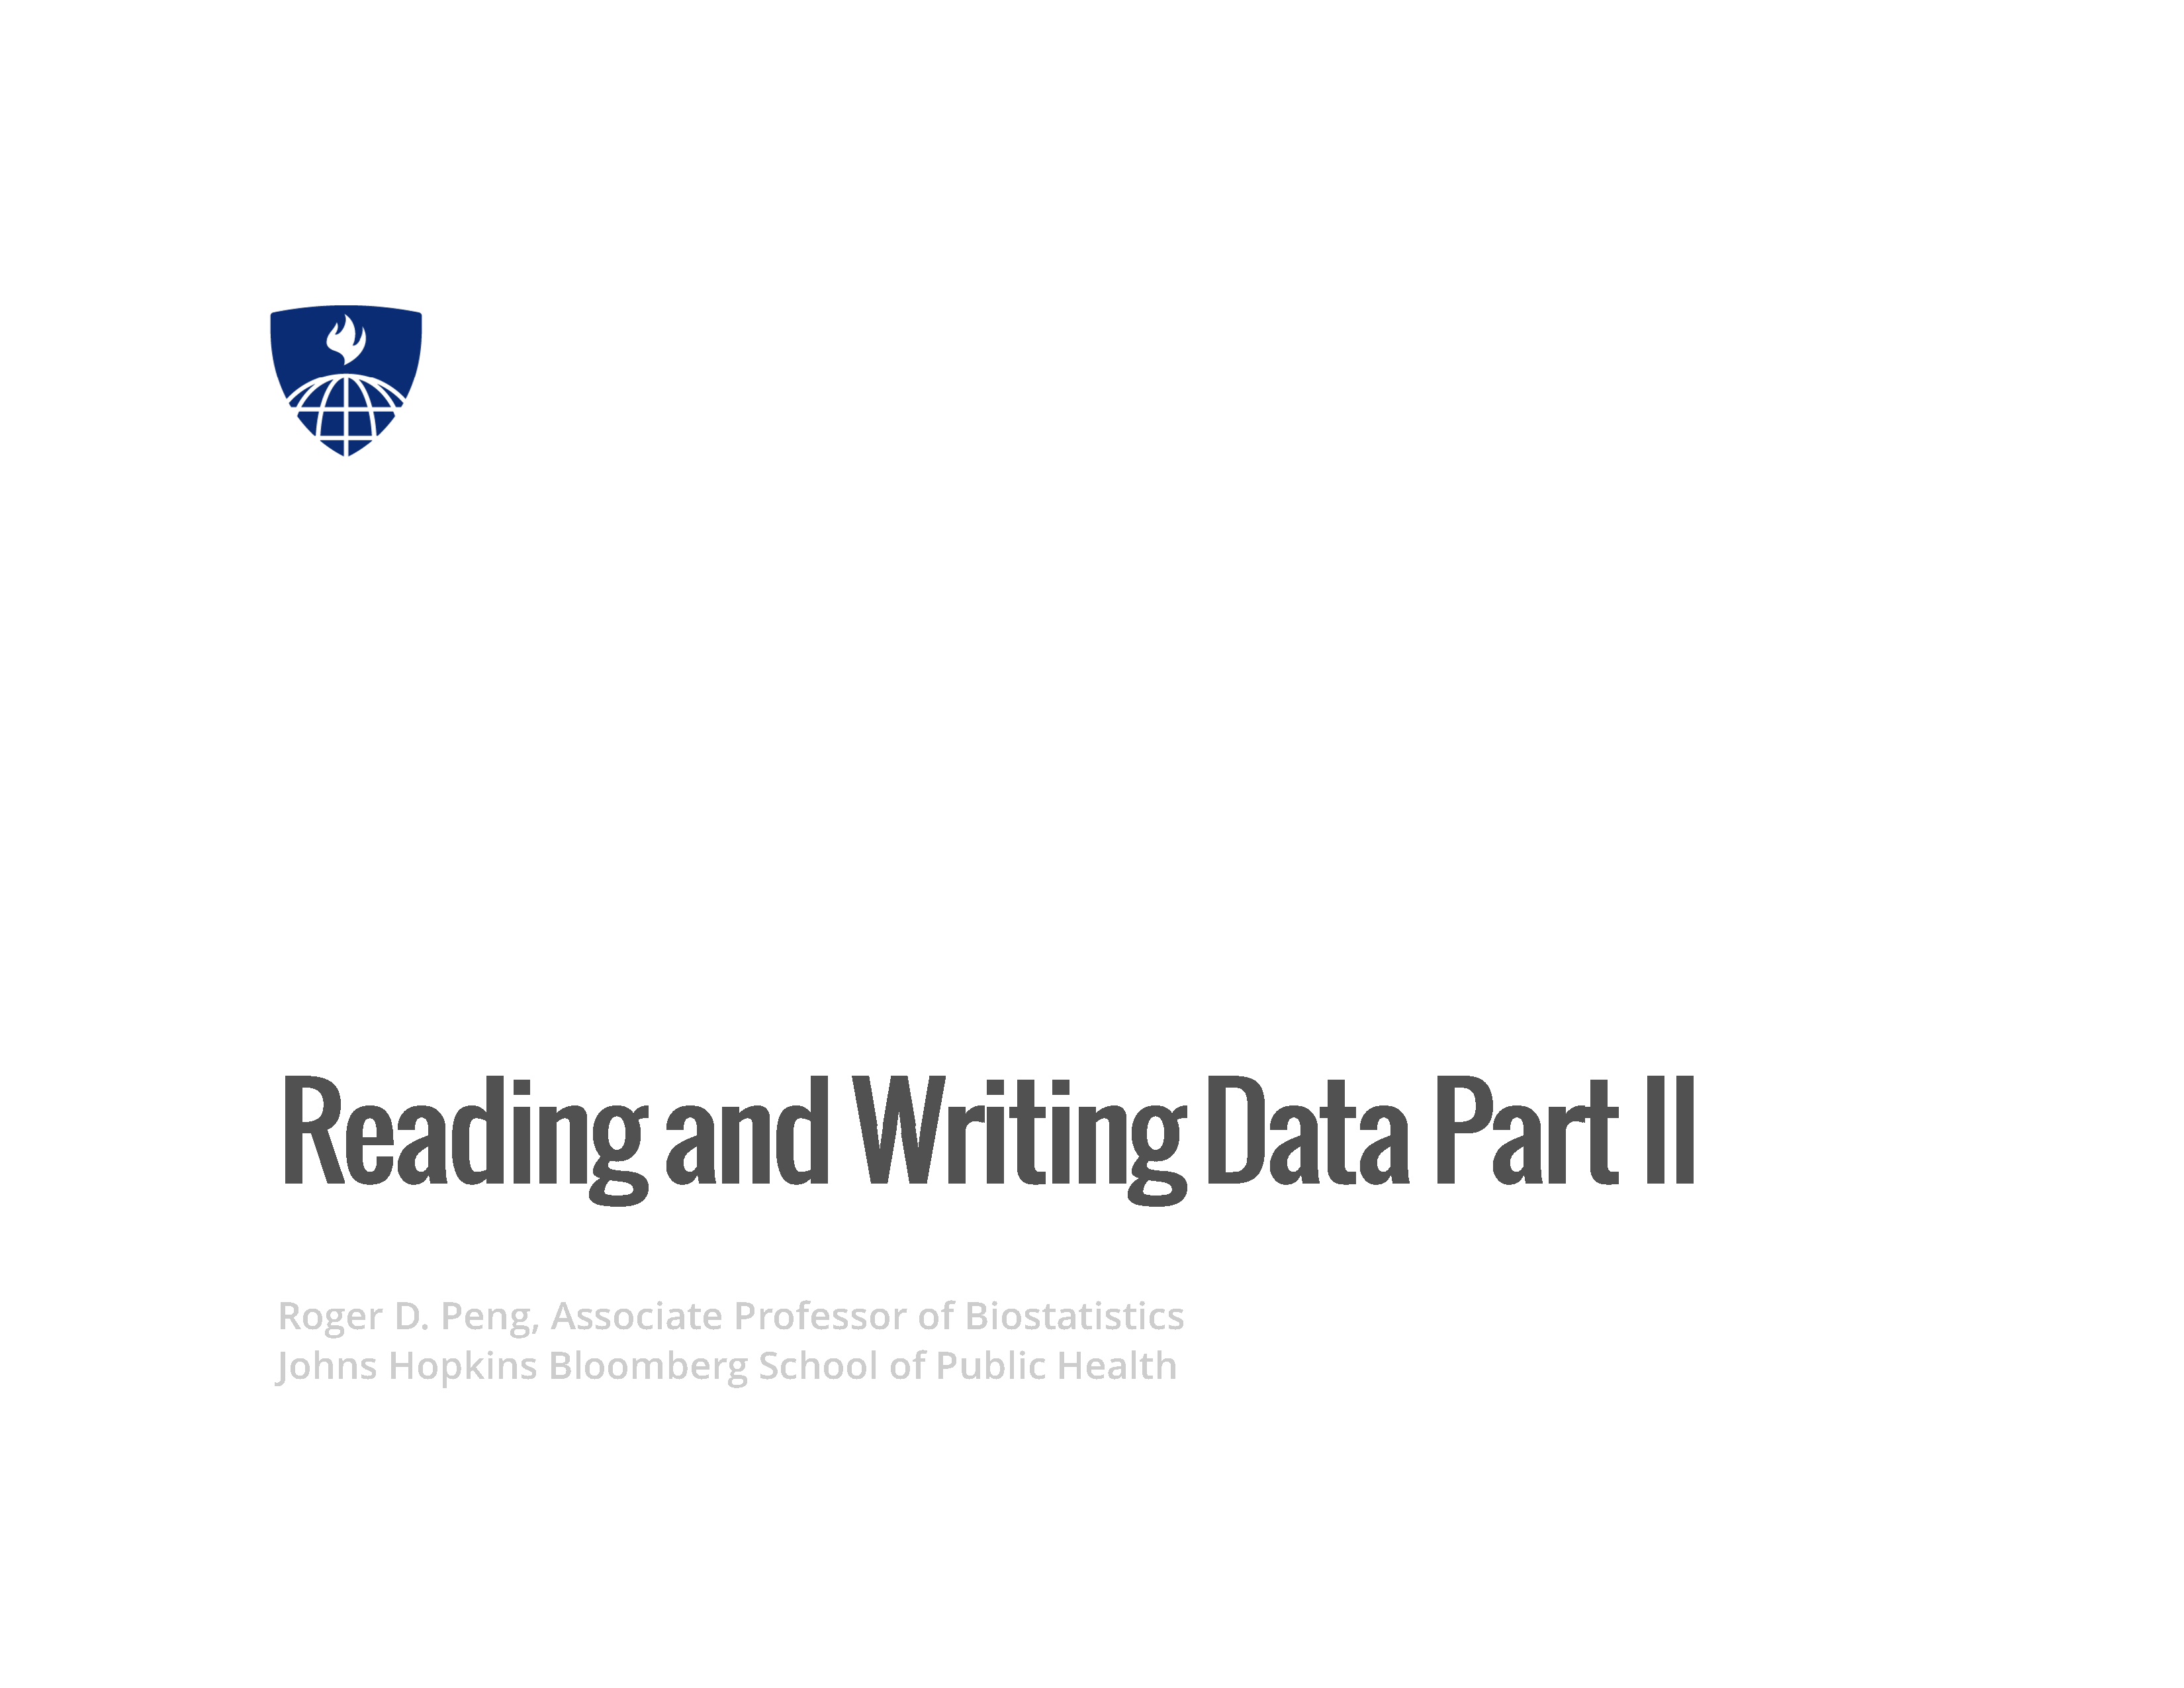 Reading and Writing Data Part II
Roger D. Peng, Associate Professor of Biostatistics
Johns Hopkins Bloomberg School of Public Health